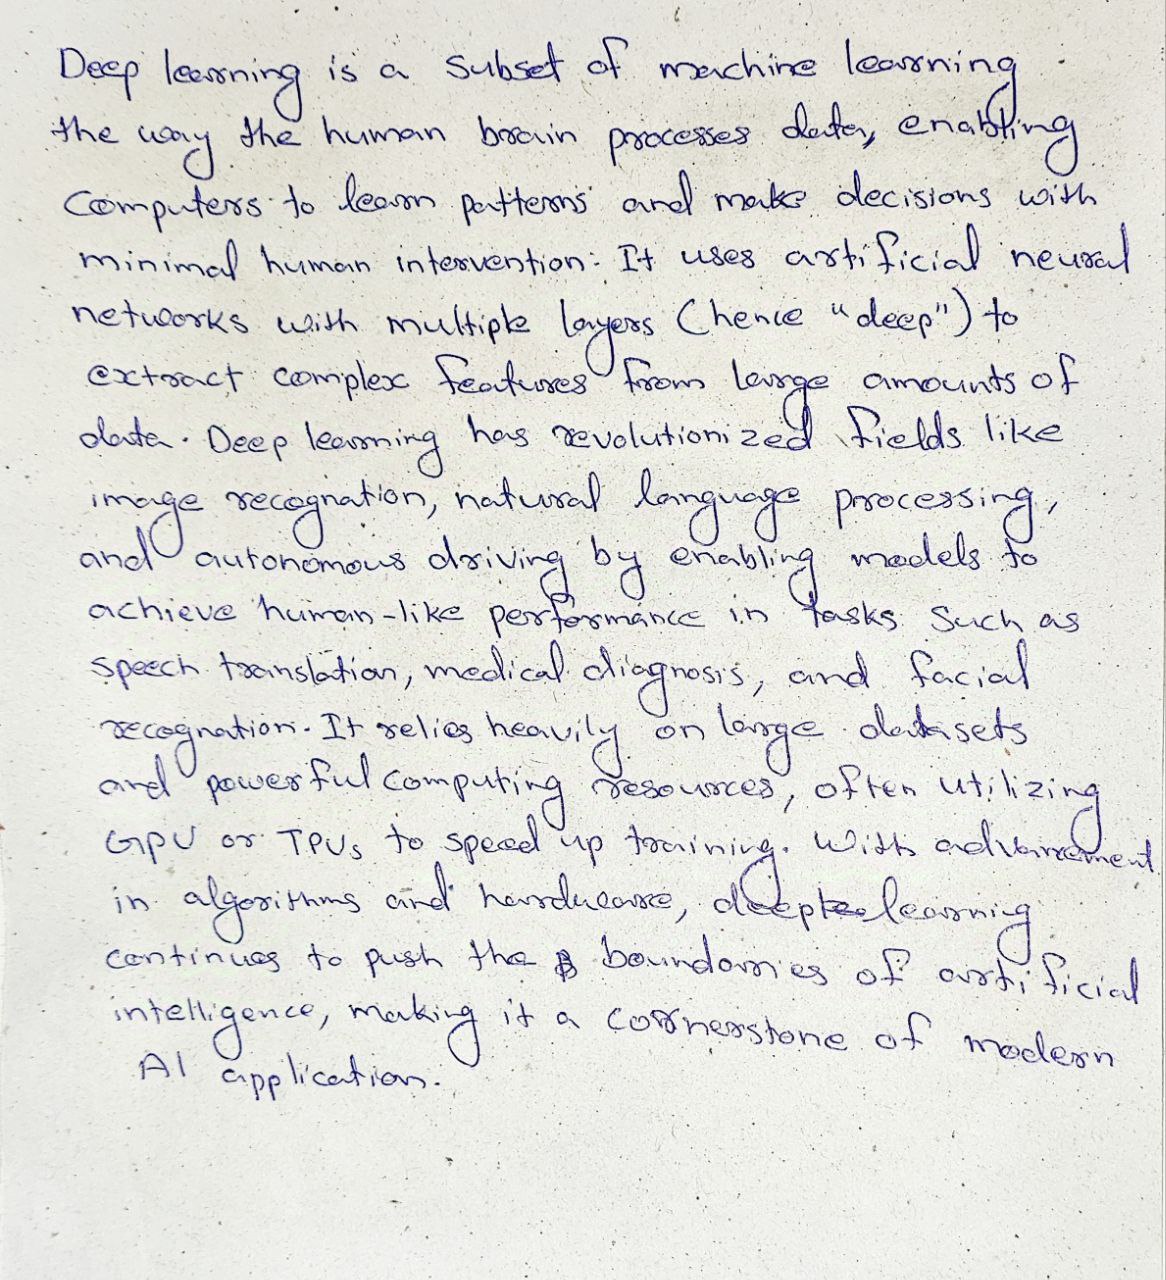 Deep learning is a subset of machine learning
the way the human brain processes data, enabling
Computers to learn patterns and make decisions with
minimal human intervention. It uses artificial neural
networks with multiple layers (hence "deep") to
extract complex features from large amounts of
data. Deep learning has revolutionized fields like
image recognation, natural language processing,
and autonomous driving by enabling models to
achieve human-like performance in tasks such as
speech translation, medical diagnosis, and facial
recognation. It relies heavily on large datasets
and powerful computing resources, often utilizing
GPU or TPUs to speed up training. With advancement
in algorithms and hardware, deep learning
continues to push the boundaries of artificial
intelligence, making it a cornerstone of modern
AI application.